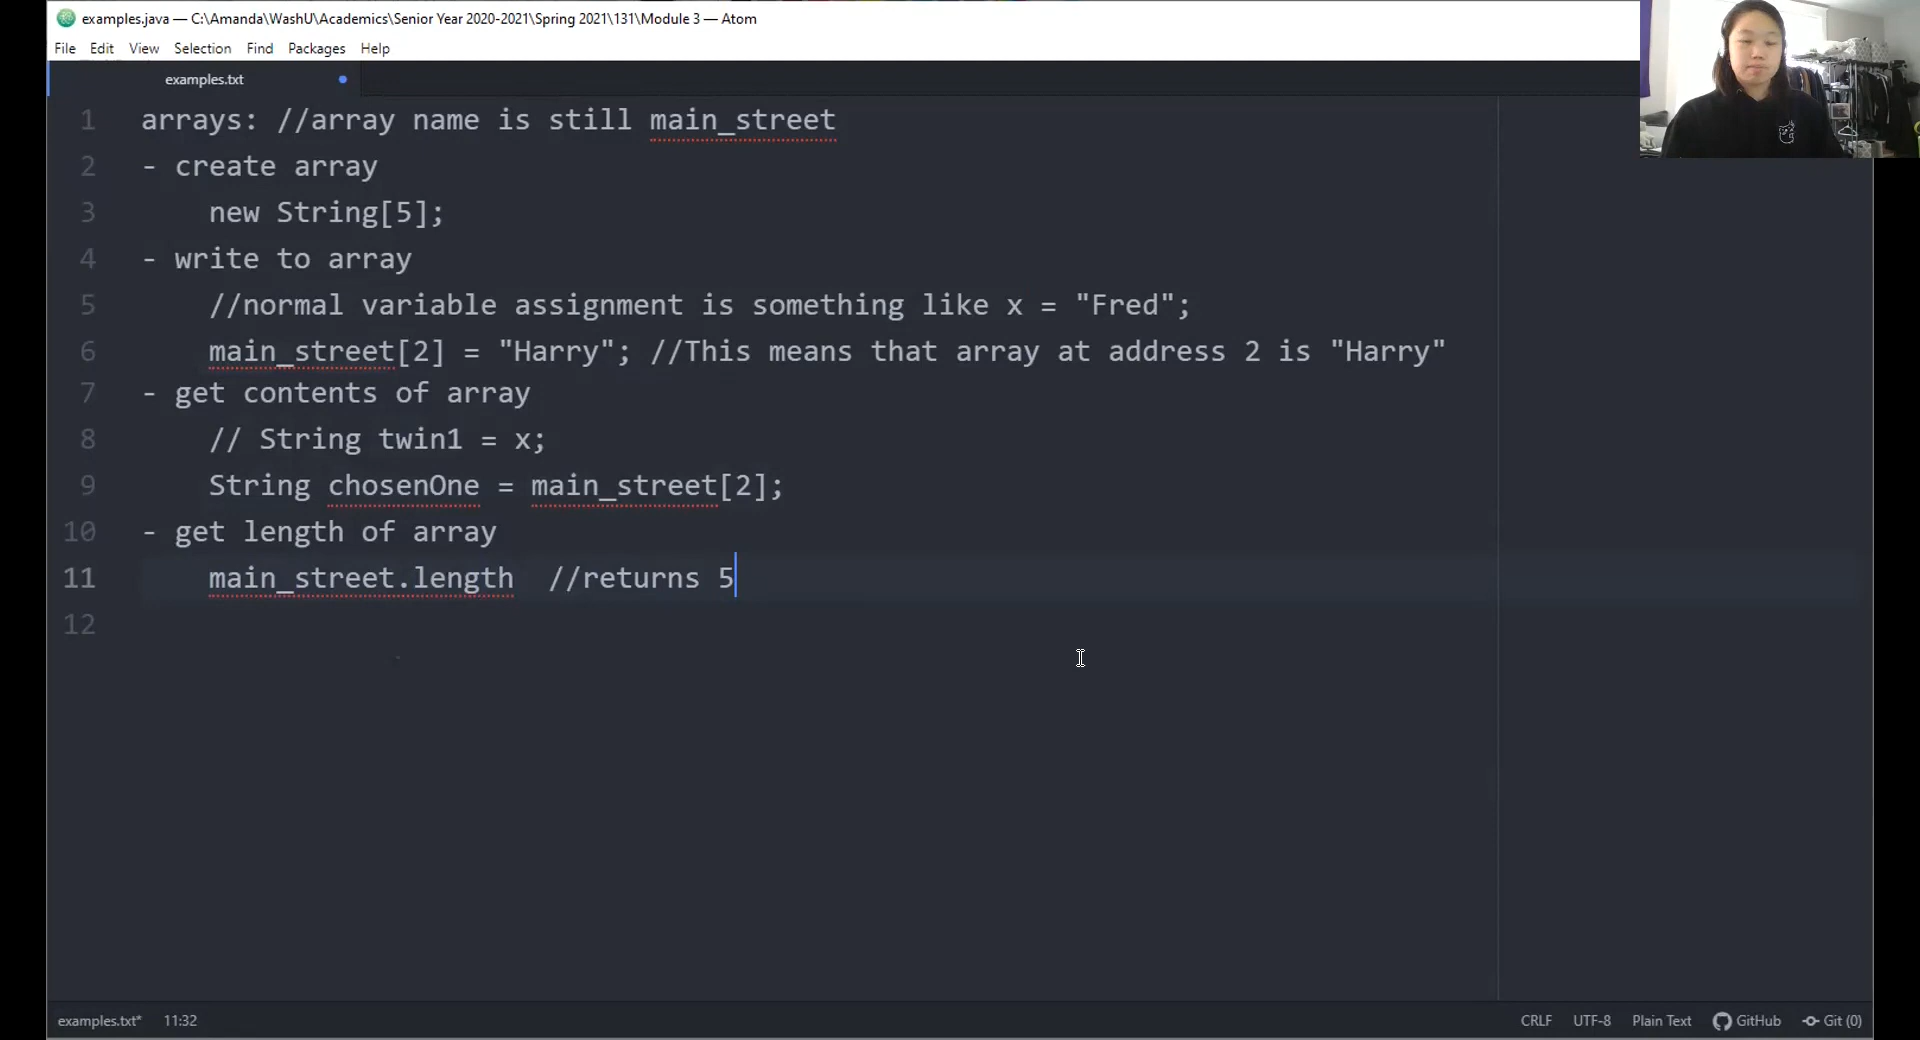 examples.java — C:\Amanda\WashU\Academics\Senior Year 2020-2021\Spring 2021\131\Module 3 — Atom
File Edit View Selection Find Packages Help
examples.txt
1 arrays: //array name is still main_street
2 - create array
3 new String[5];
4 - write to array
5 //normal variable assignment is something like x = "Fred";
6 main_street[2] = "Harry"; //This means that array at address 2 is "Harry"
7 - get contents of array
8 // String twin1 = x;
9 String chosenOne = main_street[2];
10 - get length of array
11 main_street.length //returns 5
12
examples.txt* 11:32 CRLF UTF-8 Plain Text GitHub Git (0)